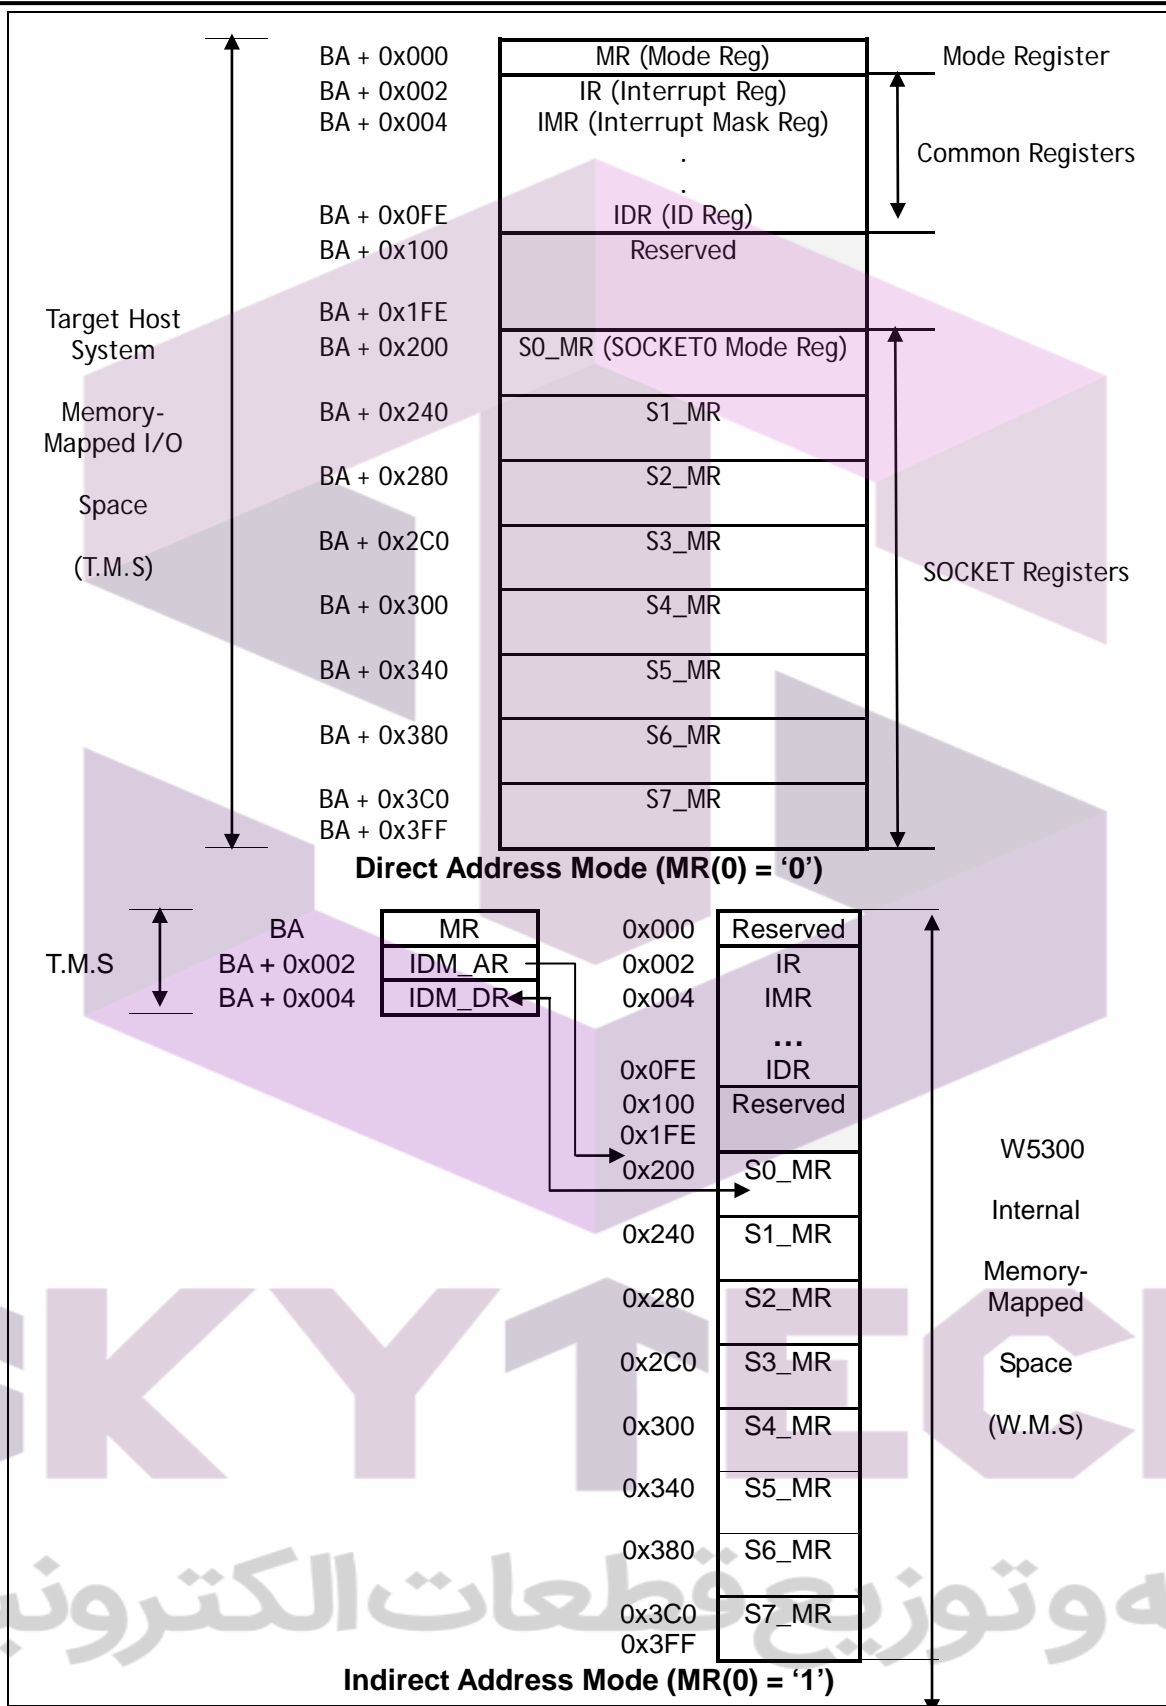 BA + 0x000 MR (Mode Reg) Mode Register
BA + 0x002 IR (Interrupt Reg)
BA + 0x004 IMR (Interrupt Mask Reg)
.
Common Registers
.
BA + 0x0FE IDR (ID Reg)
BA + 0x100 Reserved
BA + 0x1FE
Target Host
System
BA + 0x200 S0_MR (SOCKET0 Mode Reg)
Memory-
Mapped I/O
BA + 0x240 S1_MR
BA + 0x280 S2_MR
Space
BA + 0x2C0 S3_MR
(T.M.S)
SOCKET Registers
BA + 0x300 S4_MR
BA + 0x340 S5_MR
BA + 0x380 S6_MR
BA + 0x3C0 S7_MR
BA + 0x3FF
Direct Address Mode (MR(0) = ‘0’)
BA MR 0x000 Reserved
T.M.S BA + 0x002 IDM_AR 0x002 IR
BA + 0x004 IDM_DR 0x004 IMR
...
0x0FE IDR
0x100 Reserved
0x1FE
0x200 S0_MR
W5300
Internal
Memory-
Mapped
Space
(W.M.S)
0x240 S1_MR
0x280 S2_MR
0x2C0 S3_MR
0x300 S4_MR
0x340 S5_MR
0x380 S6_MR
0x3C0 S7_MR
0x3FF
Indirect Address Mode (MR(0) = ‘1’)
SKYTECH
وتوزیع قطعات الکترونی